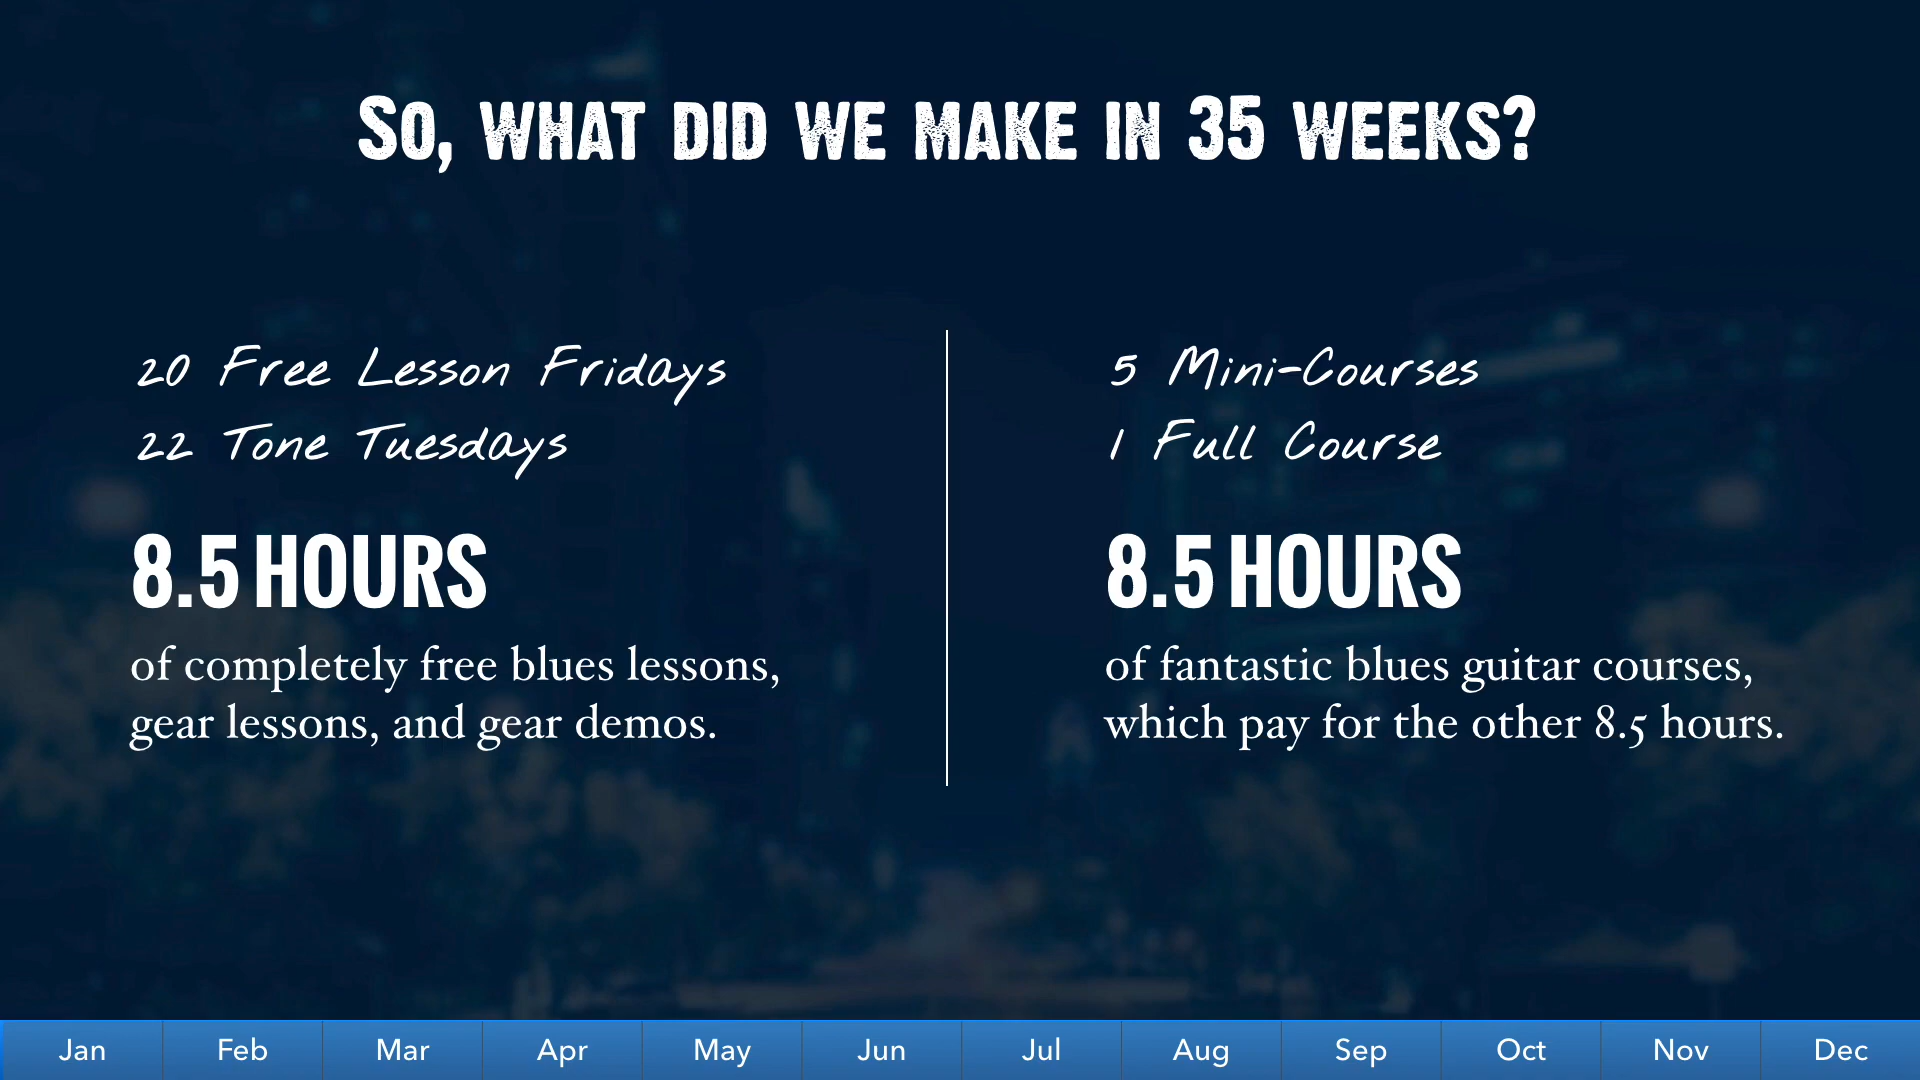 So, what did we make in 35 weeks?
20 Free Lesson Fridays
22 Tone Tuesdays
8.5 HOURS
of completely free blues lessons,
gear lessons, and gear demos.
5 Mini-Courses
1 Full Course
8.5 HOURS
of fantastic blues guitar courses,
which pay for the other 8.5 hours.
Jan Feb Mar Apr May Jun Jul Aug Sep Oct Nov Dec